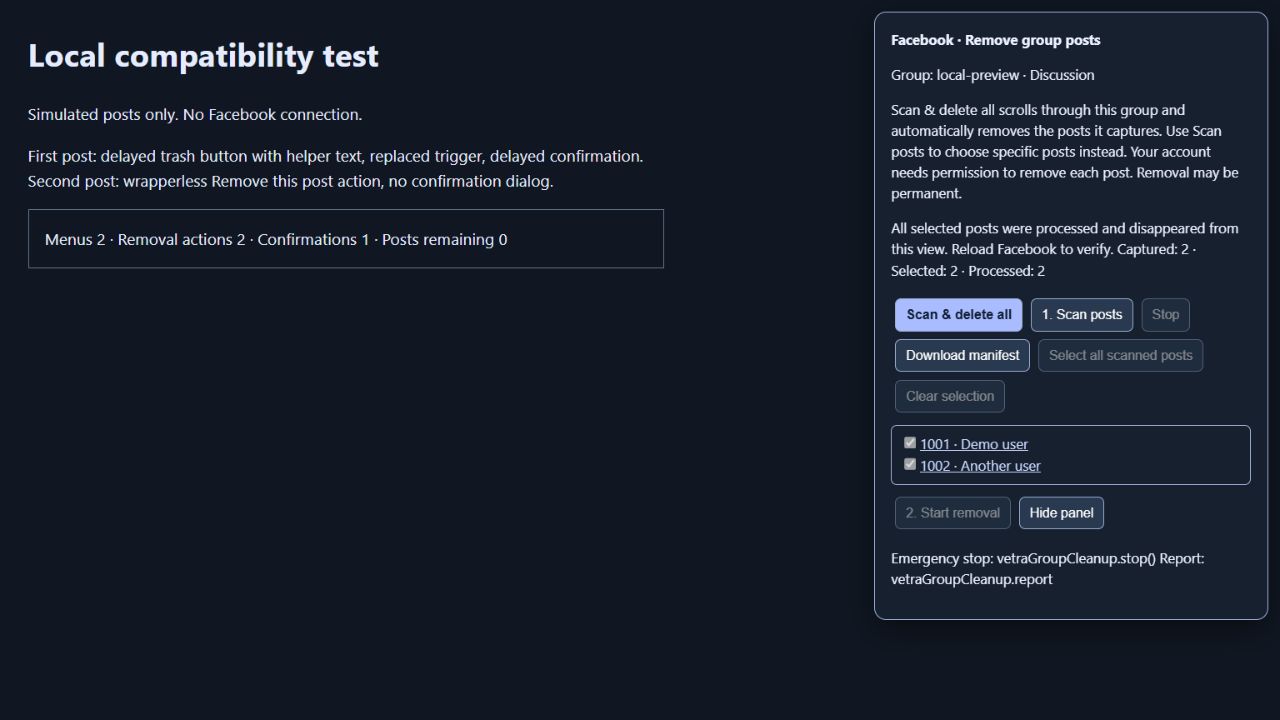 Local compatibility test
Simulated posts only. No Facebook connection.
First post: delayed trash button with helper text, replaced trigger, delayed confirmation.
Second post: wrapperless Remove this post action, no confirmation dialog.
Menus 2 · Removal actions 2 · Confirmations 1 · Posts remaining 0
Facebook · Remove group posts
Group: local-preview · Discussion
Scan & delete all scrolls through this group and
automatically removes the posts it captures. Use Scan
posts to choose specific posts instead. Your account
needs permission to remove each post. Removal may be
permanent.
All selected posts were processed and disappeared from
this view. Reload Facebook to verify. Captured: 2 ·
Selected: 2 · Processed: 2
Scan & delete all
1. Scan posts
Stop
Download manifest
Select all scanned posts
Clear selection
1001 · Demo user
1002 · Another user
2. Start removal
Hide panel
Emergency stop: vetraGroupCleanup.stop() Report:
vetraGroupCleanup.report